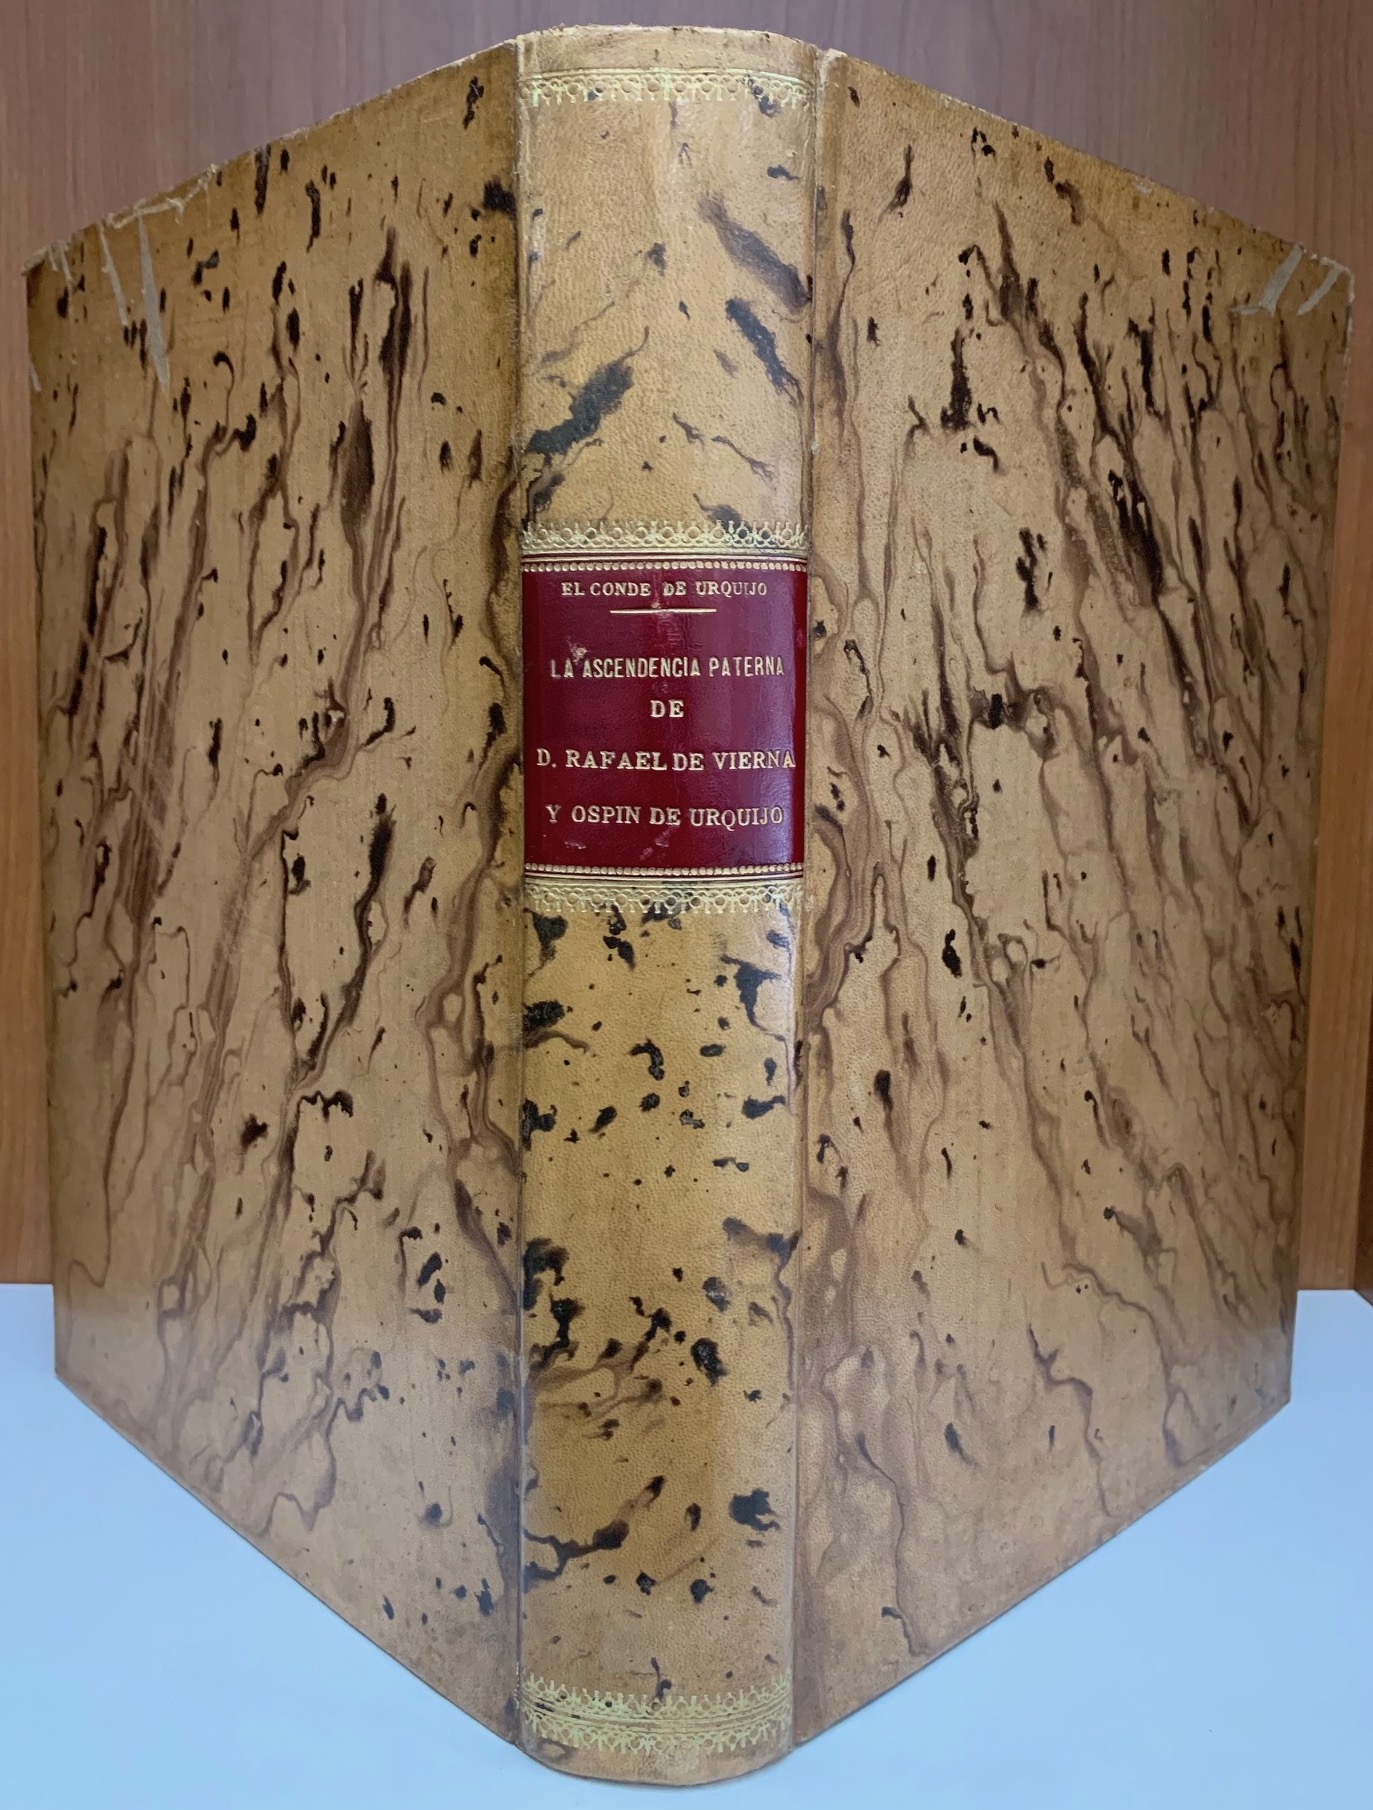 EL CONDE DE URQUIJO
LA ASCENDENCIA PATERNA
DE
D. RAFAEL DE VIERNA
Y OSPIN DE URQUIJO